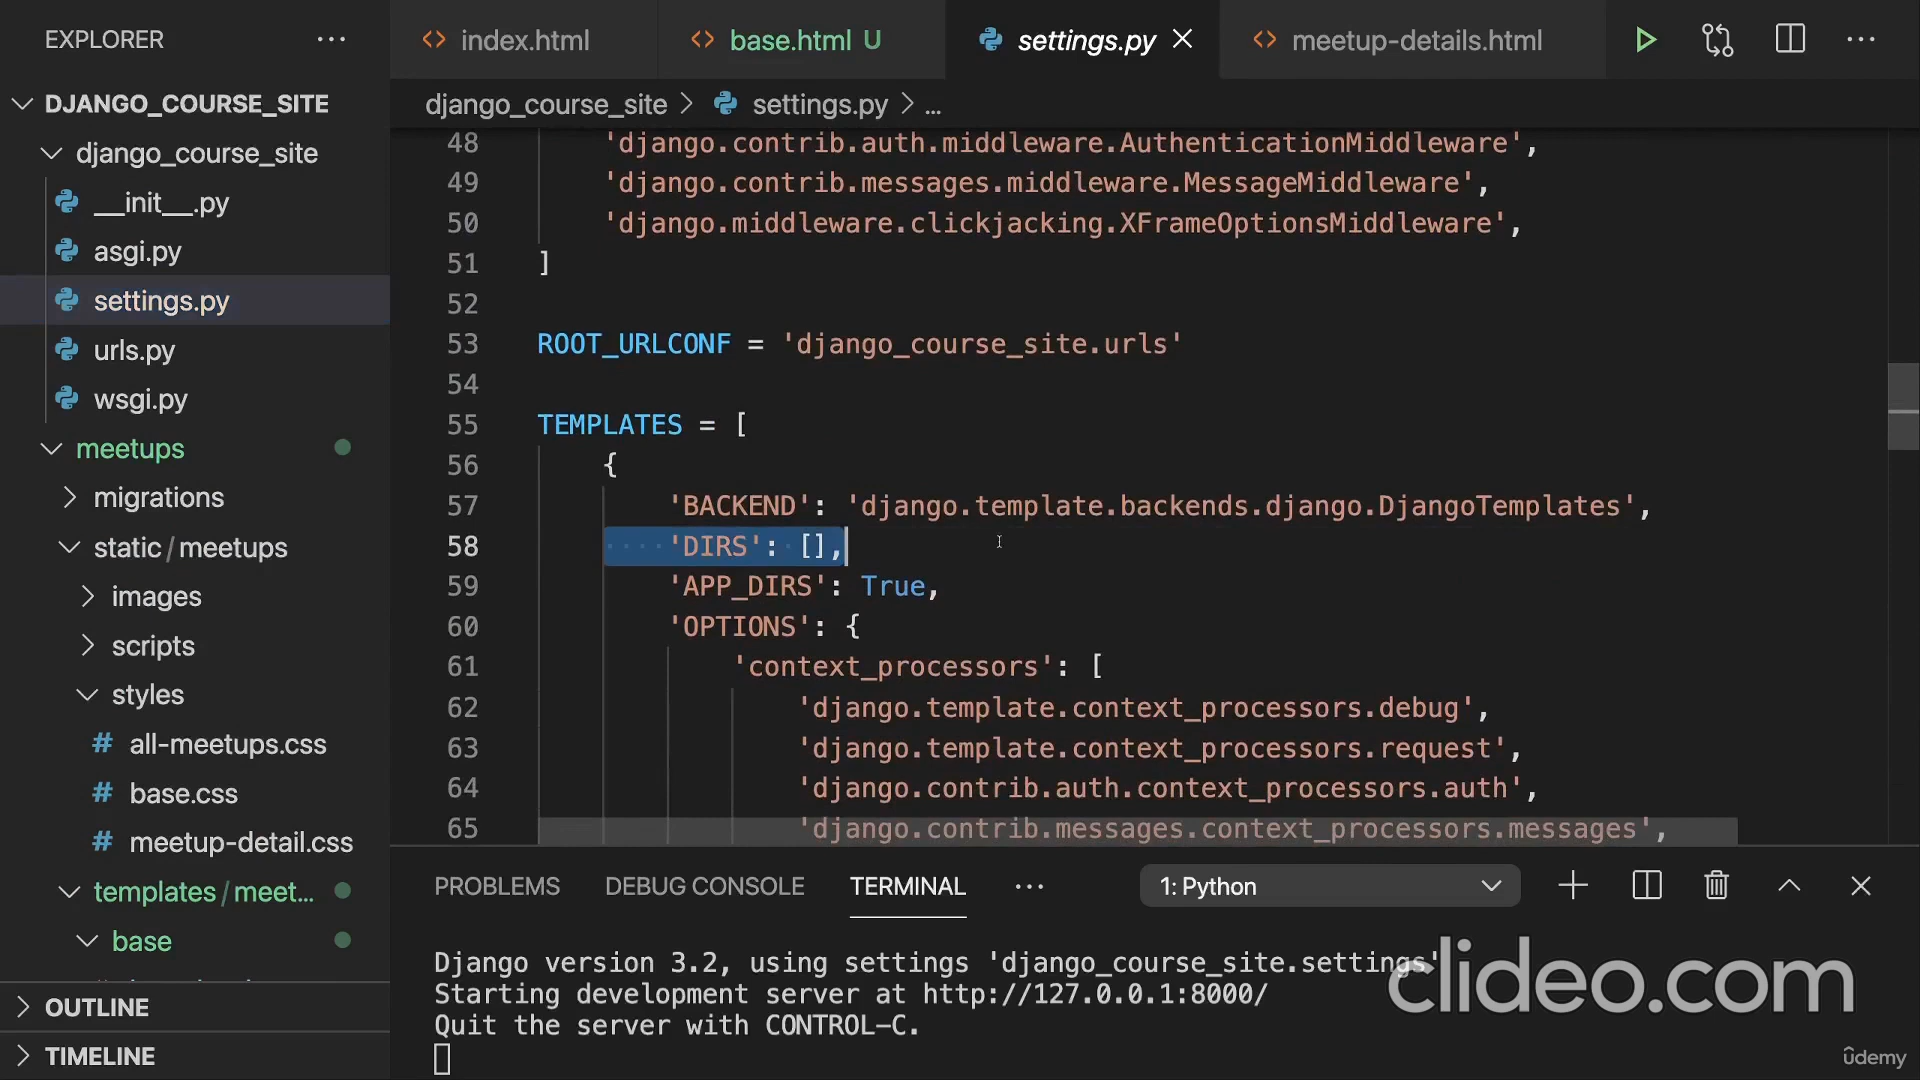 EXPLORER
DJANGO_COURSE_SITE
django_course_site
__init__.py
asgi.py
settings.py
urls.py
wsgi.py
meetups
migrations
static/meetups
images
scripts
styles
# all-meetups.css
# base.css
# meetup-detail.css
templates/meet...
base
OUTLINE
TIMELINE
index.html
base.html U
settings.py
meetup-details.html
django_course_site > settings.py > ...
48 'django.contrib.auth.middleware.AuthenticationMiddleware',
49 'django.contrib.messages.middleware.MessageMiddleware',
50 'django.middleware.clickjacking.XFrameOptionsMiddleware',
51 ]
52
53 ROOT_URLCONF = 'django_course_site.urls'
54
55 TEMPLATES = [
56 {
57 'BACKEND': 'django.template.backends.django.DjangoTemplates',
58 'DIRS': [],
59 'APP_DIRS': True,
60 'OPTIONS': {
61 'context_processors': [
62 'django.template.context_processors.debug',
63 'django.template.context_processors.request',
64 'django.contrib.auth.context_processors.auth',
65 'django.contrib.messages.context_processors.messages',
PROBLEMS DEBUG CONSOLE TERMINAL ... 1: Python
Django version 3.2, using settings 'django_course_site.settings'
Starting development server at http://127.0.0.1:8000/
Quit the server with CONTROL-C.
clideo.com
ûdemy